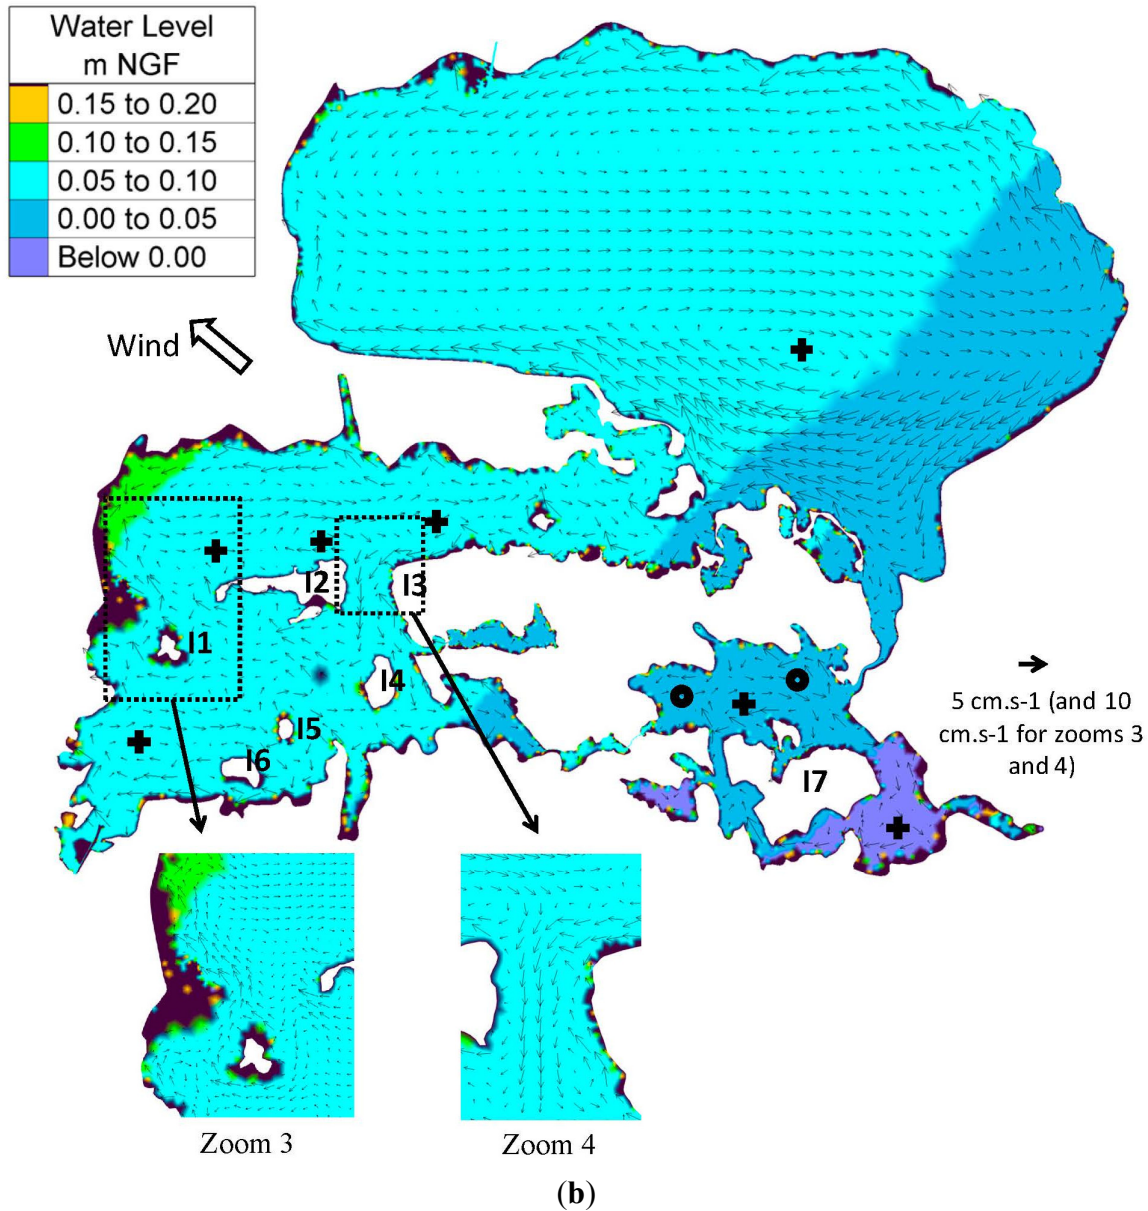 Water Level
m NGF
0.15 to 0.20
0.10 to 0.15
0.05 to 0.10
0.00 to 0.05
Below 0.00
Wind
I2
I3
I1
I4
I5
I6
I7
5 cm.s-1 (and 10
cm.s-1 for zooms 3
and 4)
Zoom 3
Zoom 4
(b)